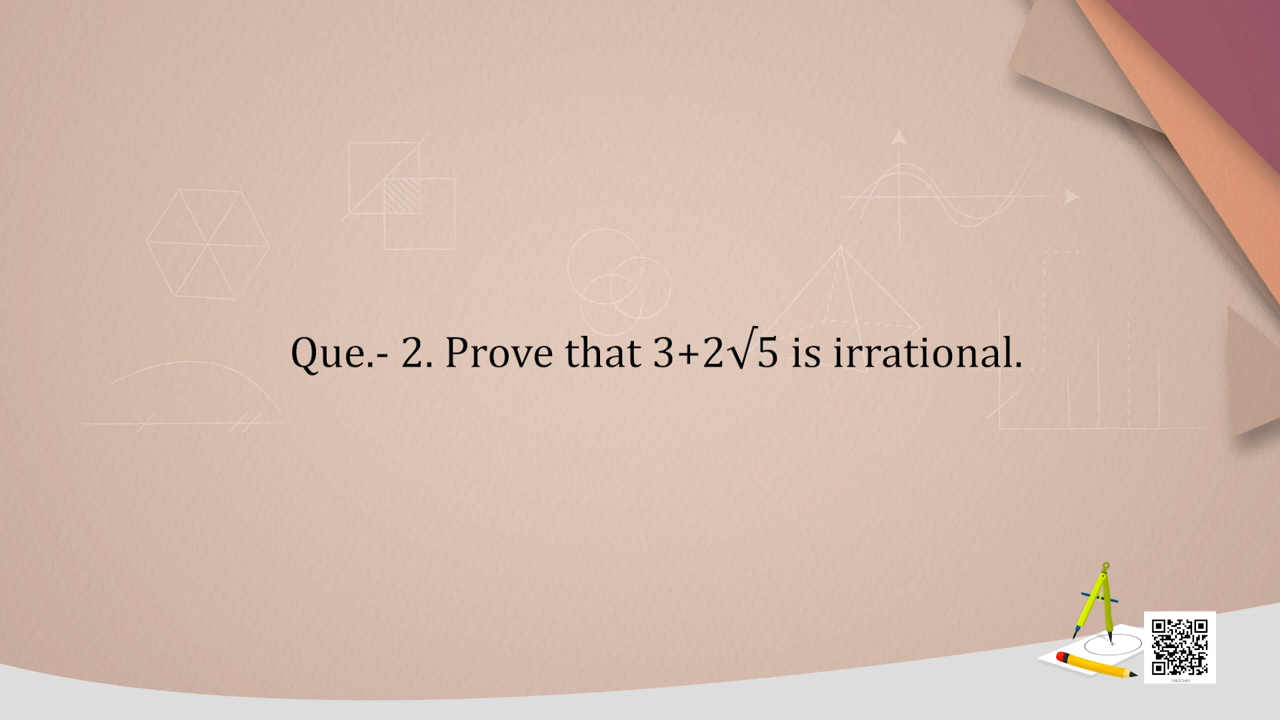 Que.- 2. Prove that 3+2√5 is irrational.